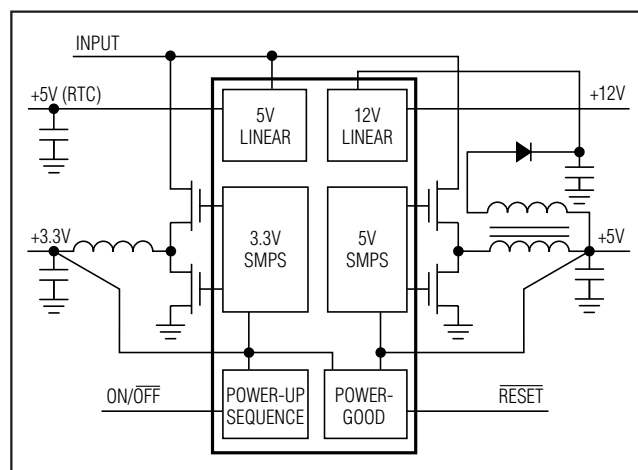 INPUT
+5V (RTC)
5V
LINEAR
12V
LINEAR
+12V
+3.3V
3.3V
SMPS
5V
SMPS
+5V
ON/OFF
POWER-UP
SEQUENCE
POWER-
GOOD
RESET